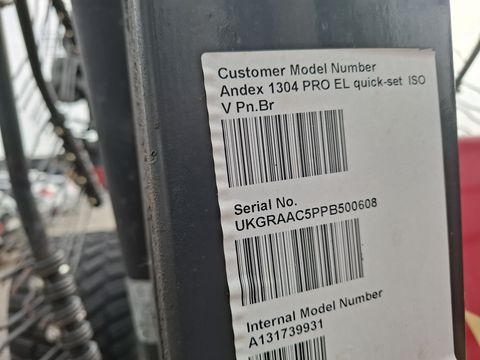 Customer Model Number
Andex 1304 PRO EL quick-set ISO
V Pn.Br
Serial No.
UKGRAAC5PPB500608
Internal Model Number
A131739931